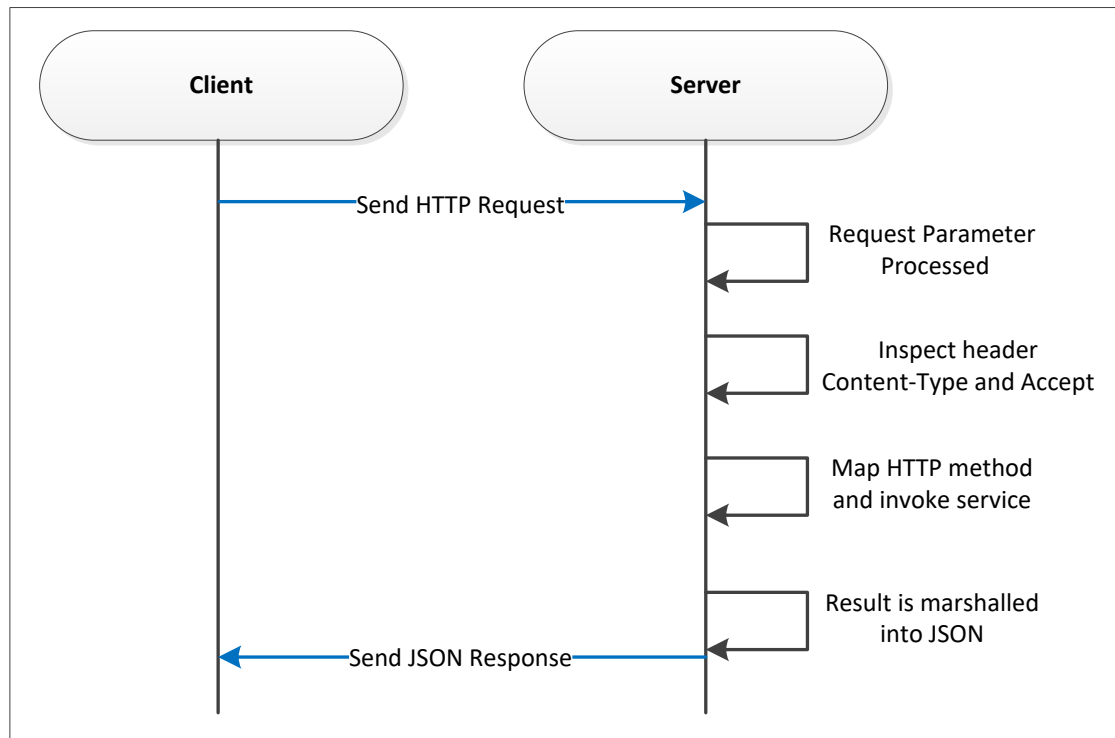 Client
Server
Send HTTP Request
Request Parameter
Processed
Inspect header
Content-Type and Accept
Map HTTP method
and invoke service
Result is marshalled
into JSON
Send JSON Response